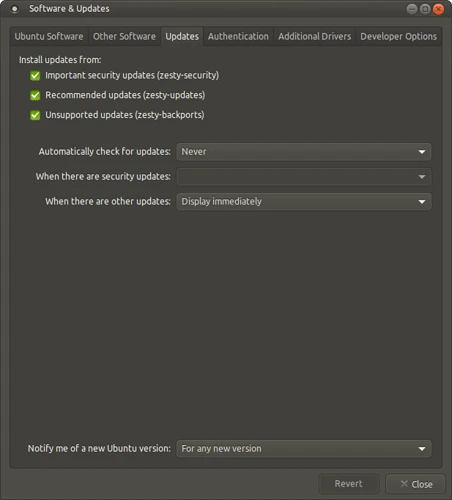 Software & Updates
Ubuntu Software Other Software Updates Authentication Additional Drivers Developer Options
Install updates from:
Important security updates (zesty-security)
Recommended updates (zesty-updates)
Unsupported updates (zesty-backports)
Automatically check for updates: Never
When there are security updates:
When there are other updates: Display immediately
Notify me of a new Ubuntu version: For any new version
Revert Close